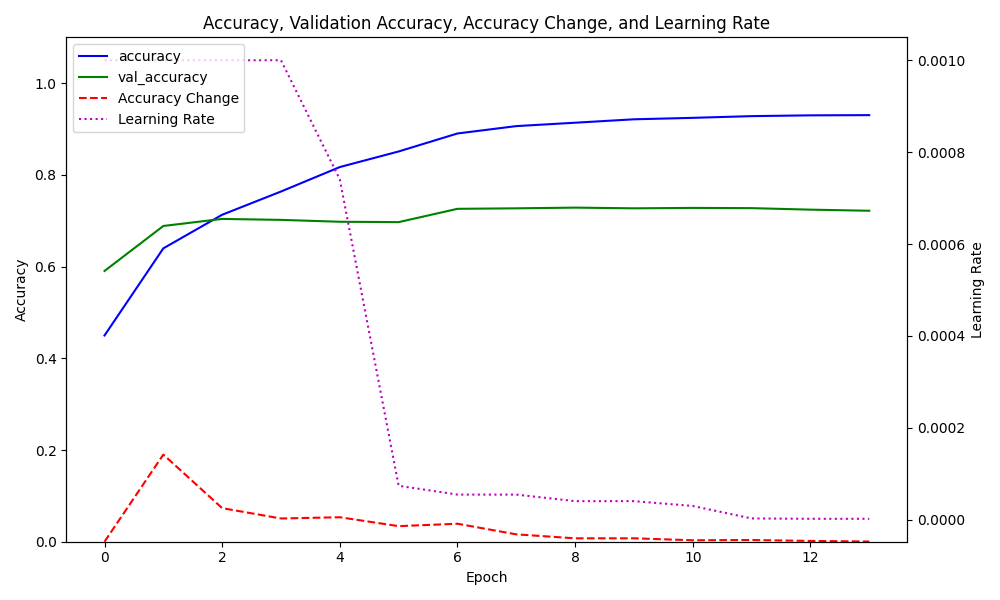 Accuracy, Validation Accuracy, Accuracy Change, and Learning Rate
accuracy
val_accuracy
Accuracy Change
Learning Rate
1.0
0.8
0.6
0.4
0.2
0.0
Accuracy
0.0010
0.0008
0.0006
0.0004
0.0002
0.0000
Learning Rate
0 2 4 6 8 10 12
Epoch